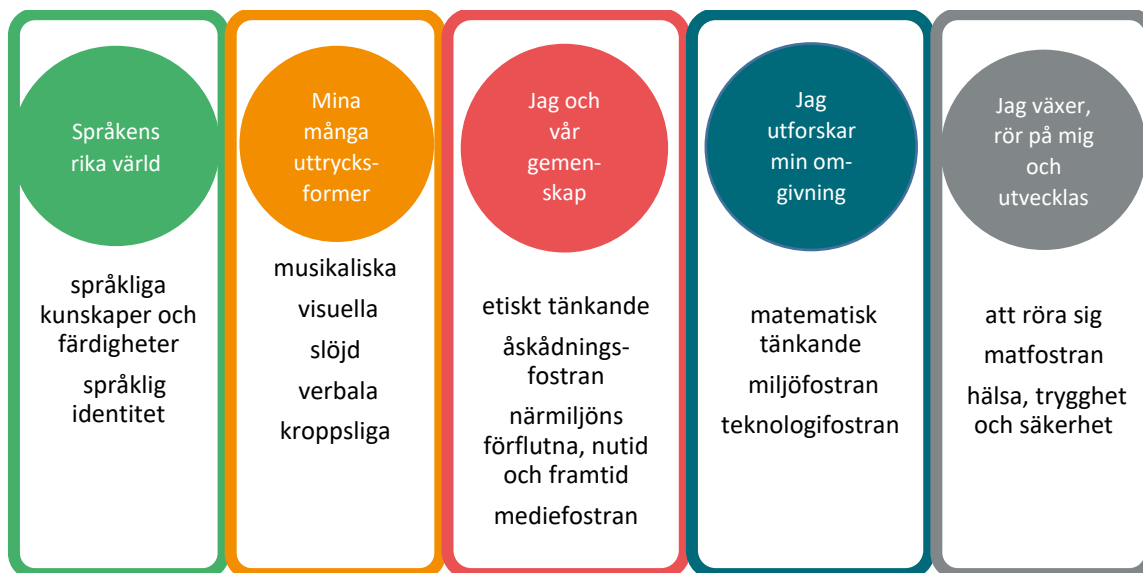 Språkens
rika värld
språkliga
kunskaper och
färdigheter
språklig
identitet
Mina
många
uttrycks-
former
musikaliska
visuella
slöjd
verbala
kroppsliga
Jag och
vår
gemen-
skap
etiskt tänkande
åskådnings-
fostran
närmiljöns
förflutna, nutid
och framtid
mediefostran
Jag
utforskar
min om-
givning
matematisk
tänkande
miljöfostran
teknologifostran
Jag växer,
rör på mig
och
utvecklas
att röra sig
matfostran
hälsa, trygghet
och säkerhet